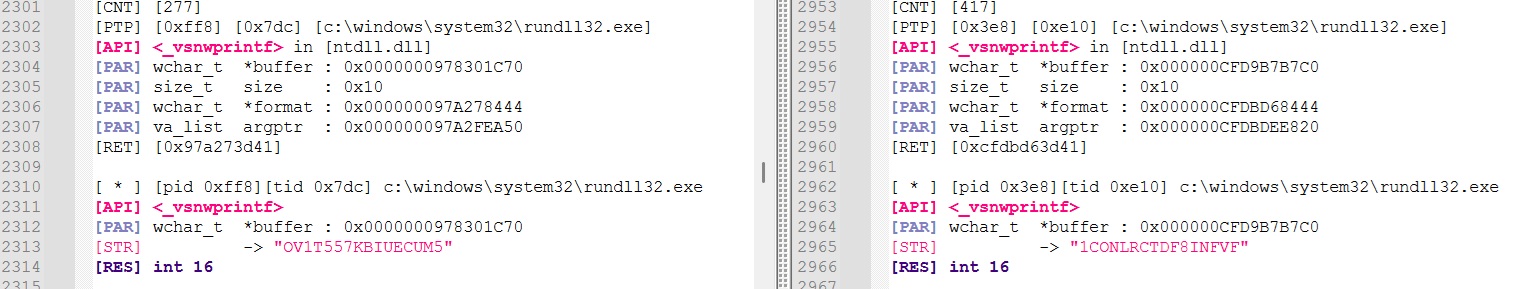 2301 [CNT] [277]
2302 [PTP] [0xff8] [0x7dc] [c:\windows\system32\rundll32.exe]
2303 [API] <_vsnwprintf> in [ntdll.dll]
2304 [PAR] wchar_t *buffer : 0x0000000978301C70
2305 [PAR] size_t size : 0x10
2306 [PAR] wchar_t *format : 0x000000097A278444
2307 [PAR] va_list argptr : 0x000000097A2FEA50
2308 [RET] [0x97a273d41]
2309
2310 [ * ] [pid 0xff8][tid 0x7dc] c:\windows\system32\rundll32.exe
2311 [API] <_vsnwprintf>
2312 [PAR] wchar_t *buffer : 0x0000000978301C70
2313 [STR] -> "OV1T557KBIUECUM5"
2314 [RES] int 16
2315
2953 [CNT] [417]
2954 [PTP] [0x3e8] [0xe10] [c:\windows\system32\rundll32.exe]
2955 [API] <_vsnwprintf> in [ntdll.dll]
2956 [PAR] wchar_t *buffer : 0x000000CFD9B7B7C0
2957 [PAR] size_t size : 0x10
2958 [PAR] wchar_t *format : 0x000000CFDBD68444
2959 [PAR] va_list argptr : 0x000000CFDBDEE820
2960 [RET] [0xcfdbd63d41]
2961
2962 [ * ] [pid 0x3e8][tid 0xe10] c:\windows\system32\rundll32.exe
2963 [API] <_vsnwprintf>
2964 [PAR] wchar_t *buffer : 0x000000CFD9B7B7C0
2965 [STR] -> "1CONLRCTDF8INFVF"
2966 [RES] int 16
2967